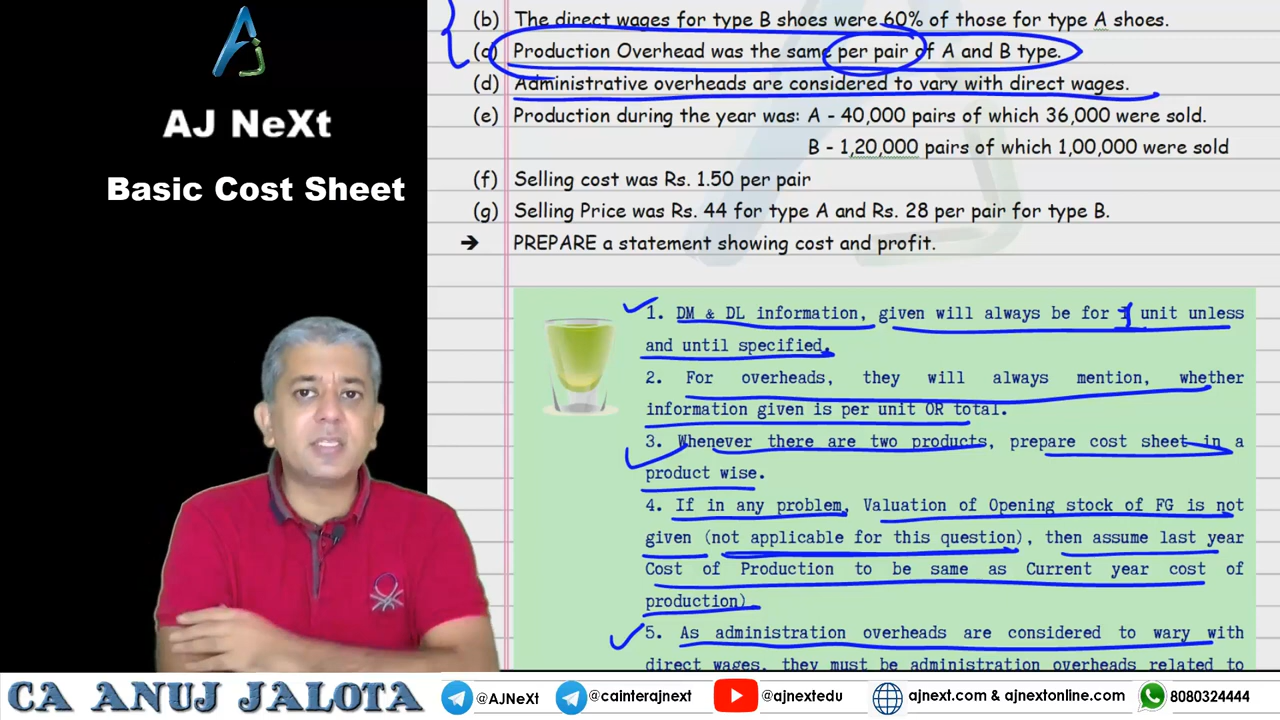 AJ NeXt
Basic Cost Sheet
(b) The direct wages for type B shoes were 60% of those for type A shoes.
(c) Production Overhead was the same per pair of A and B type.
(d) Administrative overheads are considered to vary with direct wages.
(e) Production during the year was: A - 40,000 pairs of which 36,000 were sold.
B - 1,20,000 pairs of which 1,00,000 were sold
(f) Selling cost was Rs. 1.50 per pair
(g) Selling Price was Rs. 44 for type A and Rs. 28 per pair for type B.
➔ PREPARE a statement showing cost and profit.
1. DM & DL information, given will always be for 1 unit unless
and until specified.
2. For overheads, they will always mention, whether
information given is per unit OR total.
3. Whenever there are two products, prepare cost sheet in a
product wise.
4. If in any problem, Valuation of Opening stock of FG is not
given (not applicable for this question), then assume last year
Cost of Production to be same as Current year cost of
production)
5. As administration overheads are considered to wary with
direct wages, they must be administration overheads related to
CA ANUJ JALOTA
@AJNeXt
@cainterajnext
@ajnextedu
ajnext.com & ajnextonline.com
8080324444